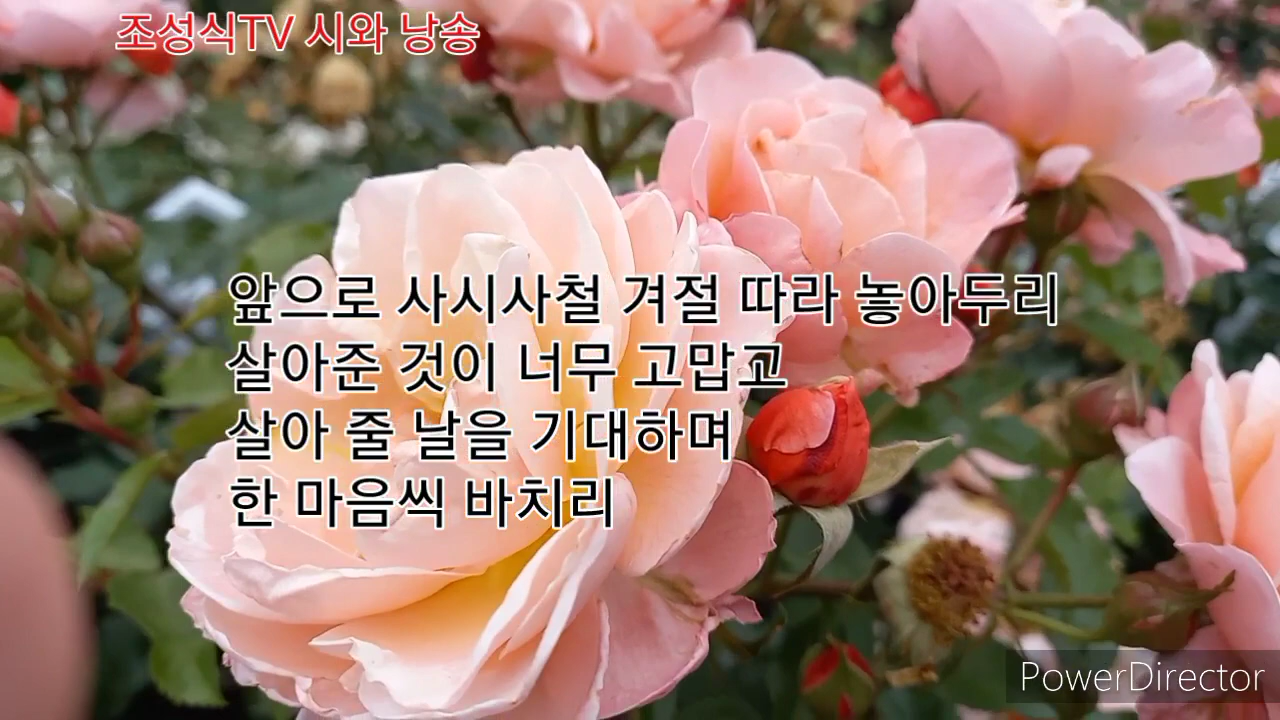 조성식TV 시와 낭송
앞으로 사시사철 겨절 따라 놓아두리
살아준 것이 너무 고맙고
살아 줄 날을 기대하며
한 마음씩 바치리
PowerDirector